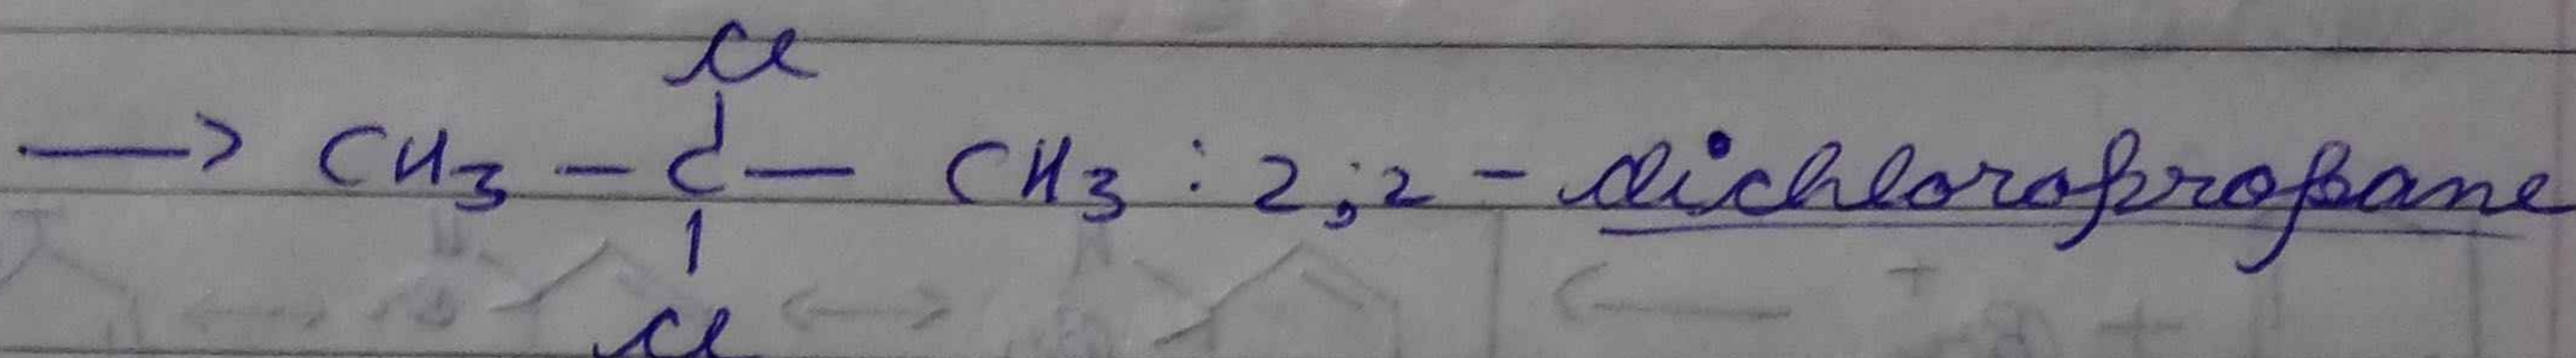 Cl
→ CH3 - C - CH3 : 2,2 - dichloropropane
Cl